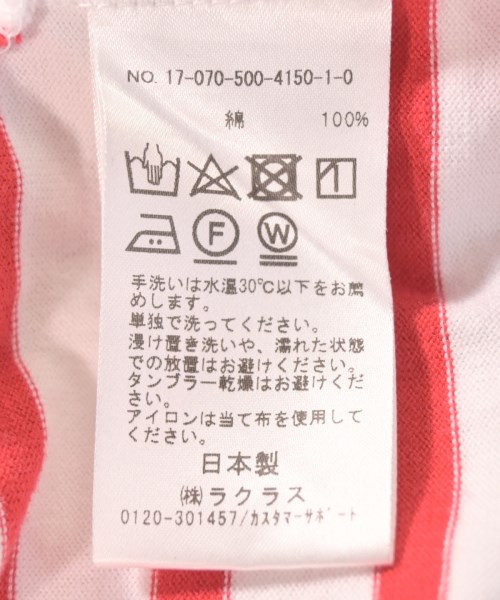 NO. 17-070-500-4150-1-0
綿 100%
F W
手洗いは水温30℃以下をお薦
めします。
単独で洗ってください。
浸け置き洗いや、濡れた状態
での放置はお避けください。
タンブラー乾燥はお避けくだ
さい。
アイロンは当て布を使用して
ください。
日本製
㈱ラクラス
0120-301457/カスタマーサポート